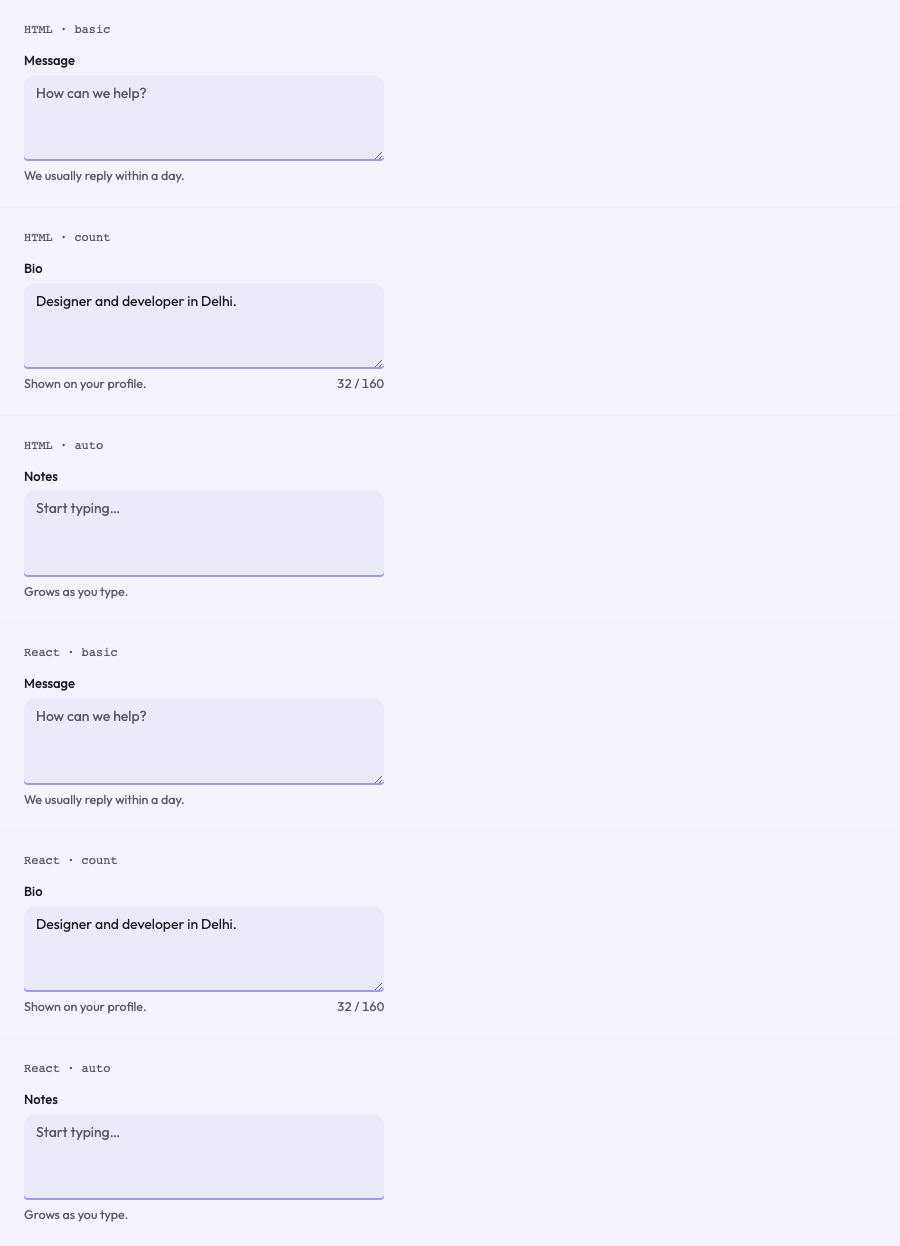 HTML · basic
Message
How can we help?
We usually reply within a day.
HTML · count
Bio
Designer and developer in Delhi.
Shown on your profile. 32 / 160
HTML · auto
Notes
Start typing…
Grows as you type.
React · basic
Message
How can we help?
We usually reply within a day.
React · count
Bio
Designer and developer in Delhi.
Shown on your profile. 32 / 160
React · auto
Notes
Start typing…
Grows as you type.